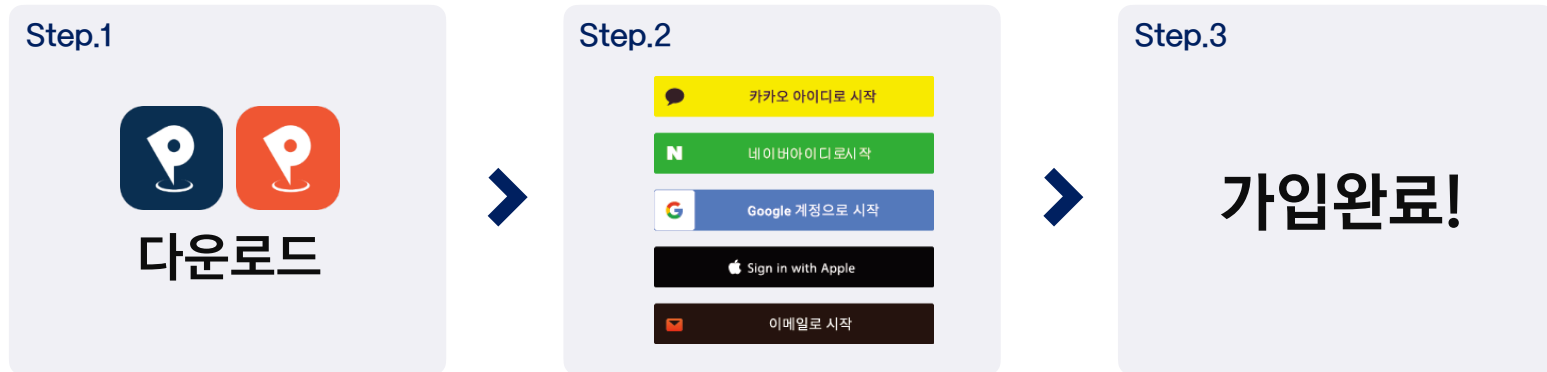 Step.1
다운로드
Step.2
카카오 아이디로 시작
네이버아이디로시작
Google 계정으로 시작
Sign in with Apple
이메일로 시작
Step.3
가입완료!